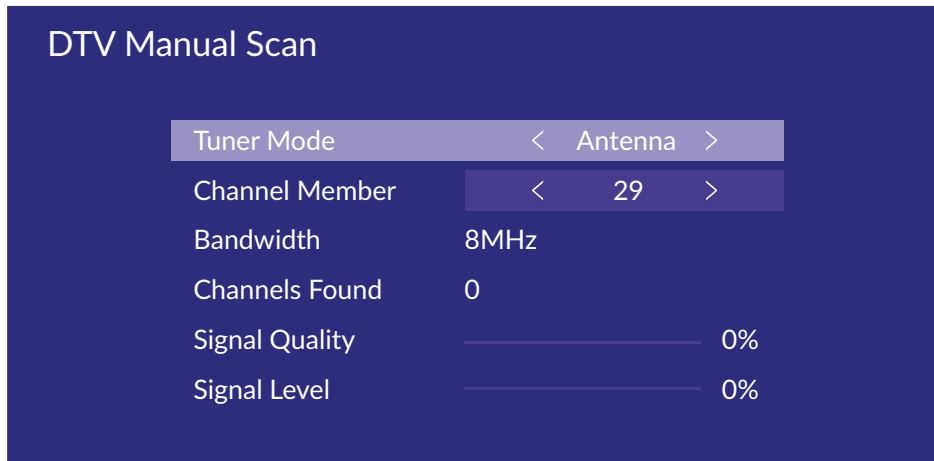 DTV Manual Scan
Tuner Mode < Antenna >
Channel Member < 29 >
Bandwidth 8MHz
Channels Found 0
Signal Quality 0%
Signal Level 0%